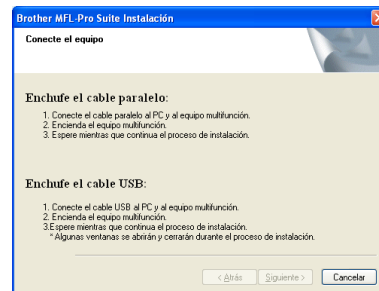 Brother MFL-Pro Suite Instalación
Conecte el equipo
Enchufe el cable paralelo:
1. Conecte el cable paralelo al PC y al equipo multifunción.
2. Encienda el equipo multifunción.
3. Espere mientras que continua el proceso de instalación.
Enchufe el cable USB:
1. Conecte el cable USB al PC y al equipo multifunción.
2. Encienda el equipo multifunción.
3.Espere mientras que continua el proceso de instalación.
* Algunas ventanas se abrirán y cerrarán durante el proceso de instalación.
< Atrás Siguiente > Cancelar